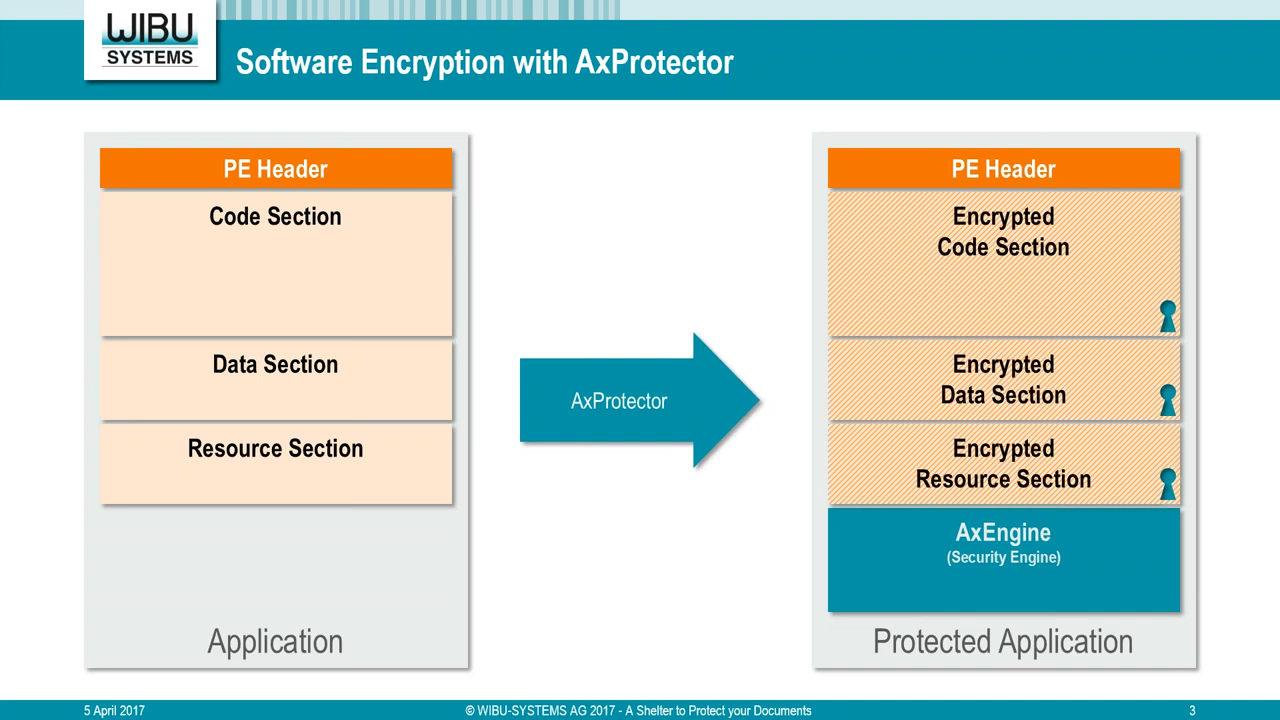 WIBU
SYSTEMS
Software Encryption with AxProtector
PE Header
Code Section
Data Section
Resource Section
Application
AxProtector
PE Header
Encrypted
Code Section
Encrypted
Data Section
Encrypted
Resource Section
AxEngine
(Security Engine)
Protected Application
5 April 2017
© WIBU-SYSTEMS AG 2017 - A Shelter to Protect your Documents
3